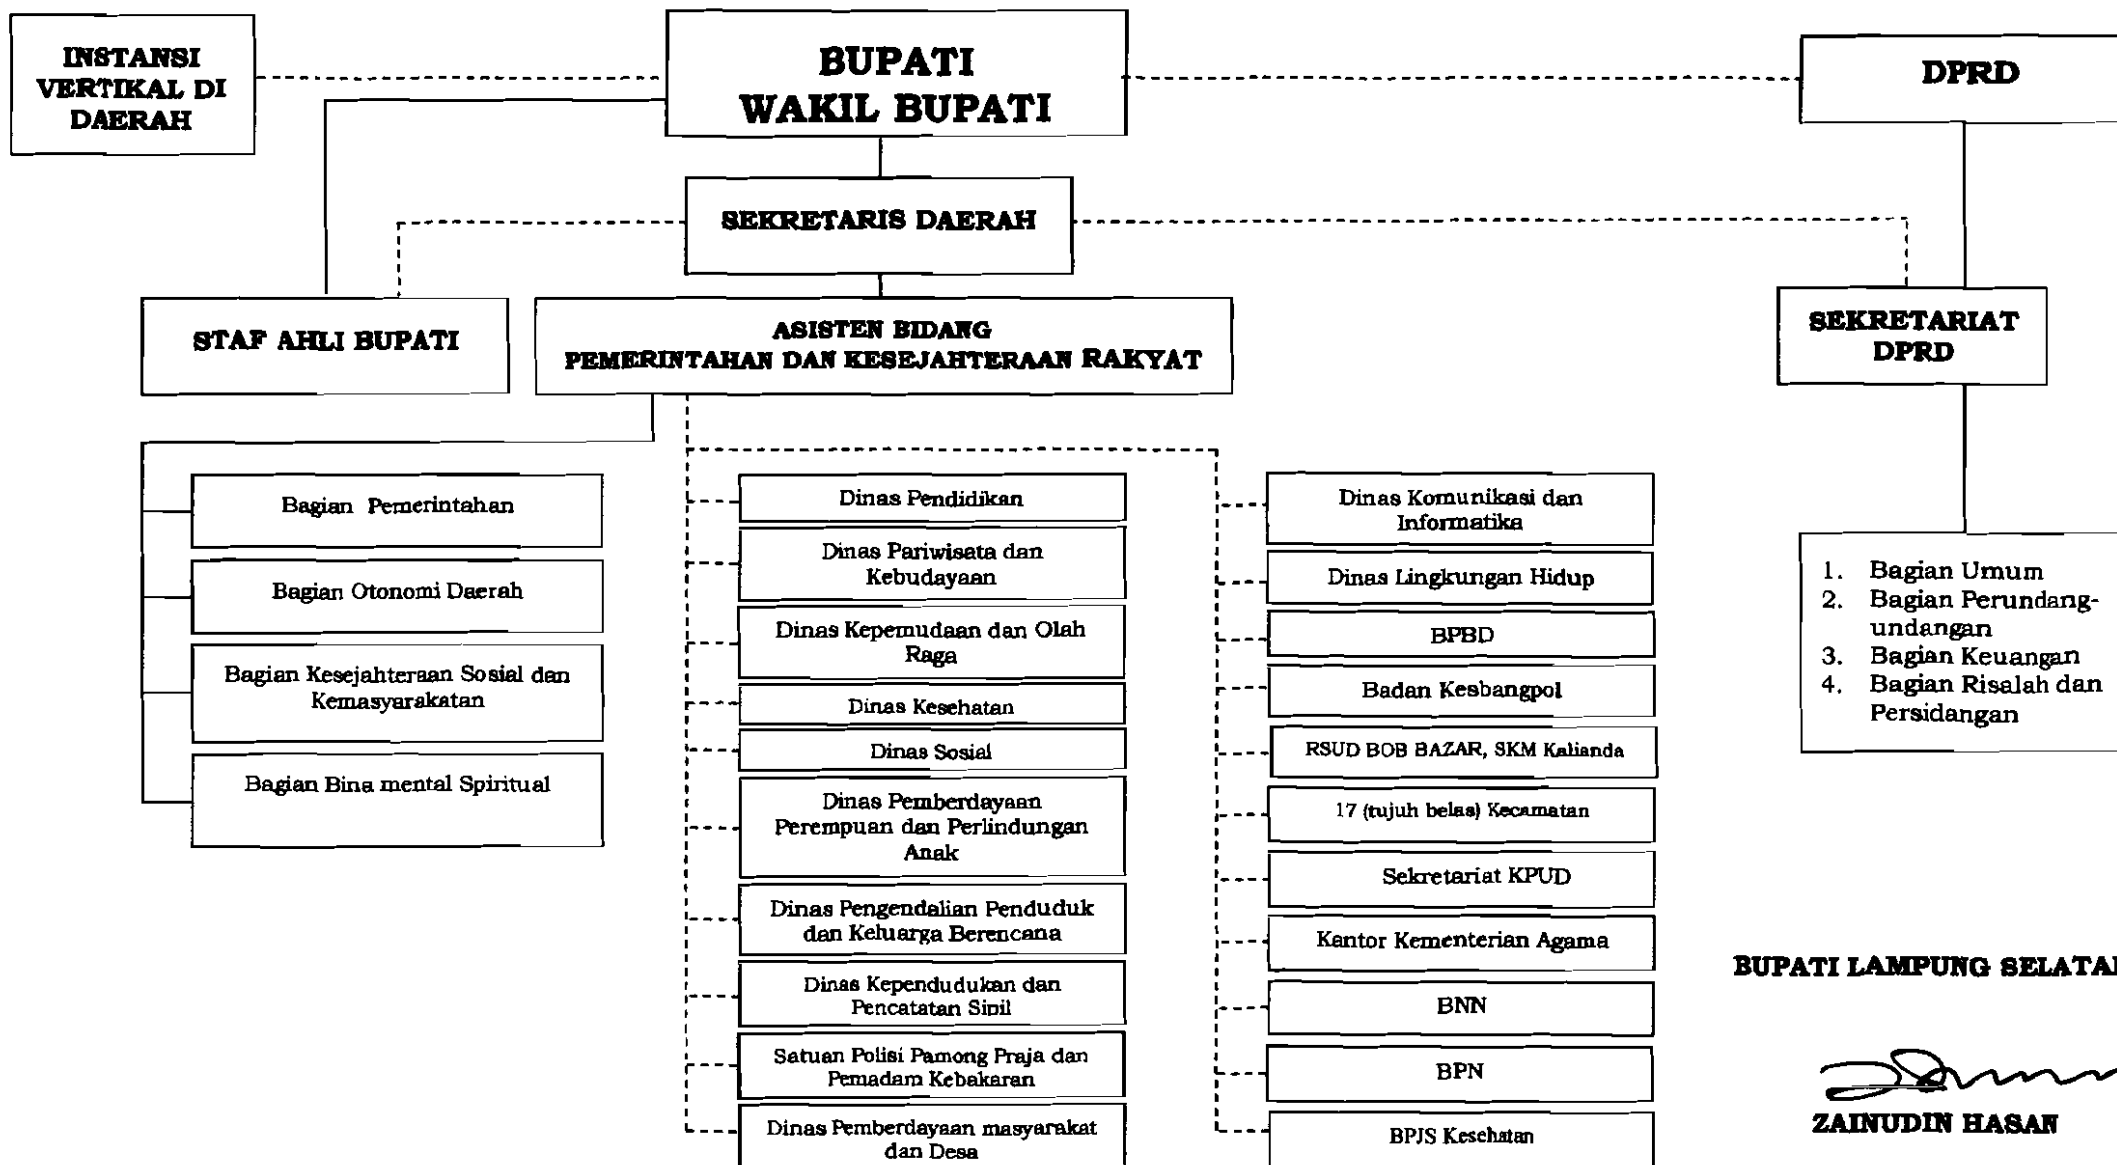 INSTANSI
VERTIKAL DI
DAERAH
BUPATI
WAKIL BUPATI
DPRD
SEKRETARIS DAERAH
STAF AHLI BUPATI
ASISTEN BIDANG
PEMERINTAHAN DAN KESEJAHTERAAN RAKYAT
SEKRETARIAT
DPRD
Bagian Pemerintahan
Bagian Otonomi Daerah
Bagian Kesejahteraan Sosial dan
Kemasyarakatan
Bagian Bina mental Spiritual
Dinas Pendidikan
Dinas Pariwisata dan
Kebudayaan
Dinas Kepemudaan dan Olah
Raga
Dinas Kesehatan
Dinas Sosial
Dinas Pemberdayaan
Perempuan dan Perlindungan
Anak
Dinas Pengendalian Penduduk
dan Keluarga Berencana
Dinas Kependudukan dan
Pencatatan Sipil
Satuan Polisi Pamong Praja dan
Pemadam Kebakaran
Dinas Pemberdayaan masyarakat
dan Desa
Dinas Komunikasi dan
Informatika
Dinas Lingkungan Hidup
BPBD
Badan Kesbangpol
RSUD BOB BAZAR, SKM Kalianda
17 (tujuh belas) Kecamatan
Sekretariat KPUD
Kantor Kementerian Agama
BNN
BPN
BPJS Kesehatan
1. Bagian Umum
2. Bagian Perundang-
undangan
3. Bagian Keuangan
4. Bagian Risalah dan
Persidangan
BUPATI LAMPUNG SELATAN
ZAINUDIN HASAN